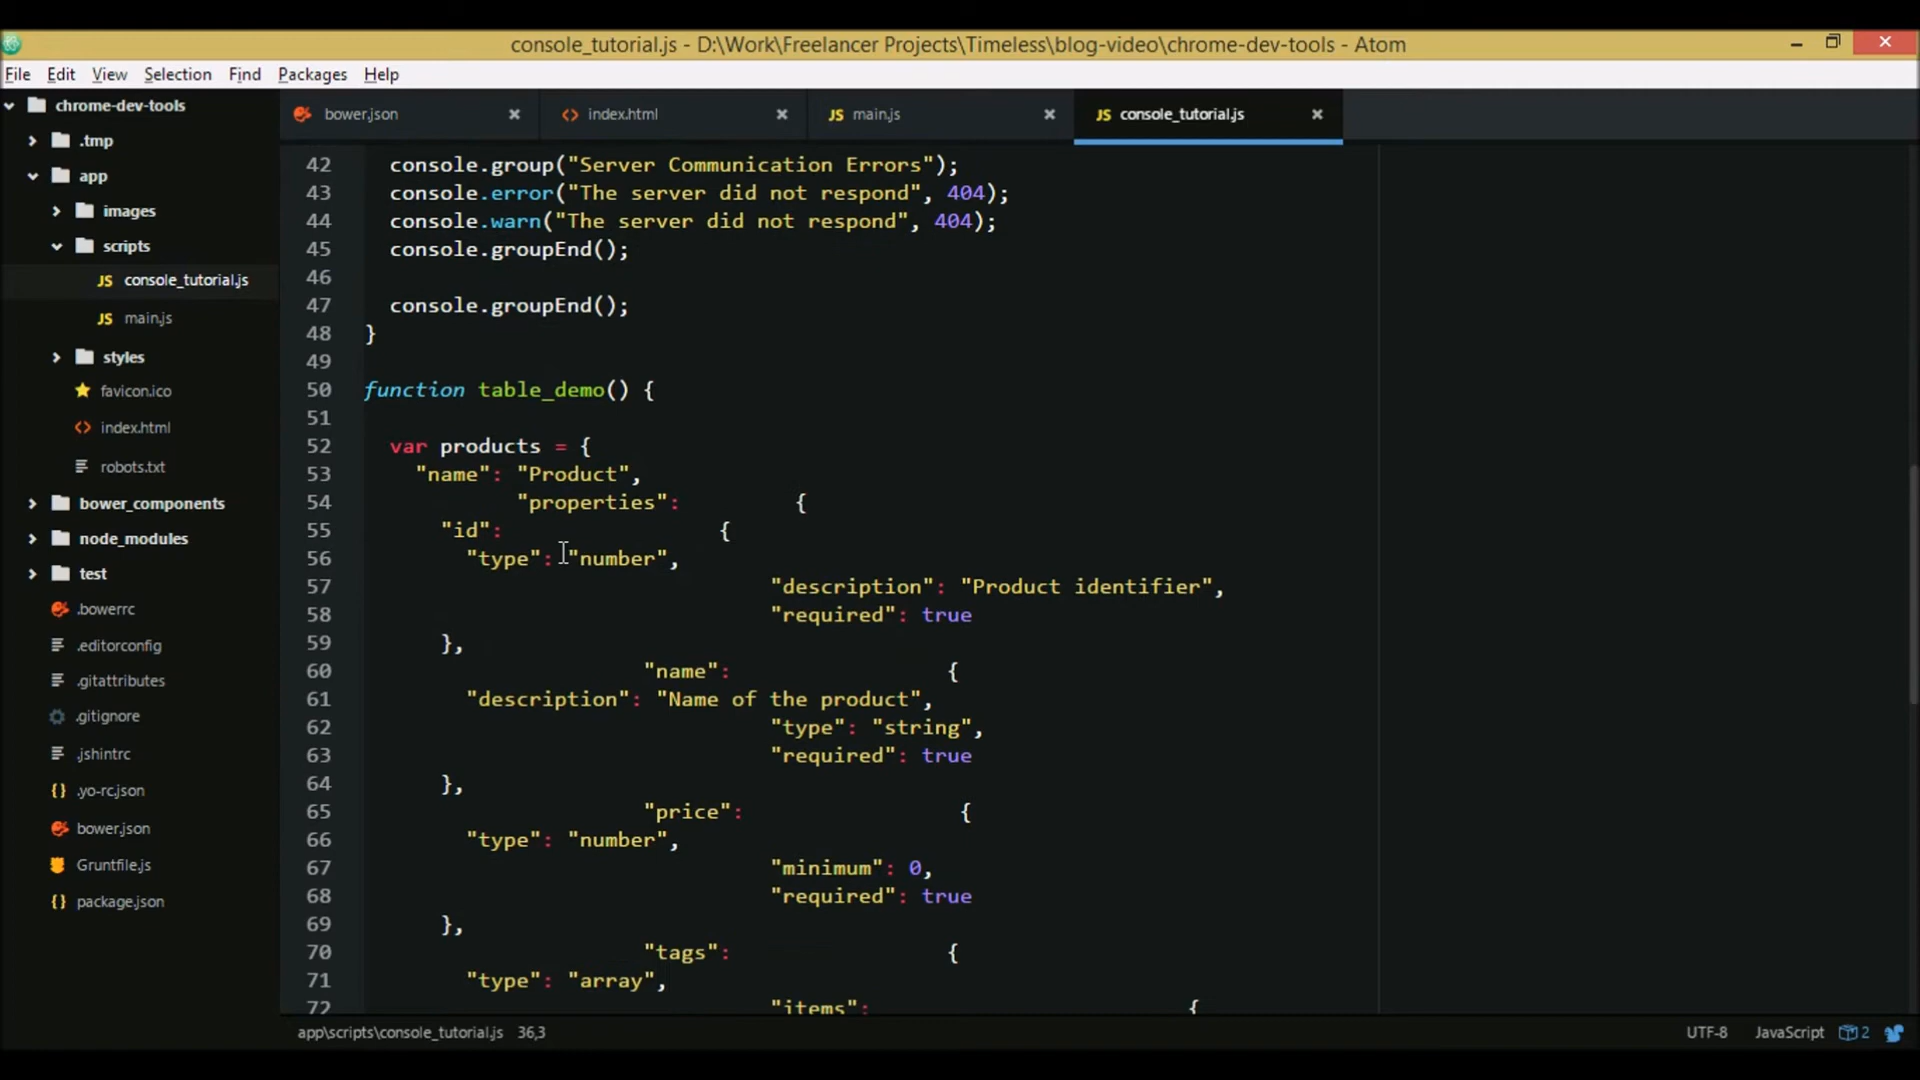 console_tutorial.js - D:\Work\Freelancer Projects\Timeless\blog-video\chrome-dev-tools - Atom
File Edit View Selection Find Packages Help
chrome-dev-tools
.tmp
app
images
scripts
console_tutorial.js
main.js
styles
favicon.ico
index.html
robots.txt
bower_components
node_modules
test
.bowerrc
.editorconfig
.gitattributes
.gitignore
.jshintrc
.yo-rc.json
bower.json
Gruntfile.js
package.json
bower.json index.html JS main.js JS console_tutorial.js
42 console.group("Server Communication Errors");
43 console.error("The server did not respond", 404);
44 console.warn("The server did not respond", 404);
45 console.groupEnd();
46
47 console.groupEnd();
48 }
49
50 function table_demo() {
51
52 var products = {
53 "name": "Product",
54 "properties": {
55 "id": {
56 "type": "number",
57 "description": "Product identifier",
58 "required": true
59 },
60 "name": {
61 "description": "Name of the product",
62 "type": "string",
63 "required": true
64 },
65 "price": {
66 "type": "number",
67 "minimum": 0,
68 "required": true
69 },
70 "tags": {
71 "type": "array",
72 "items": {
app\scripts\console_tutorial.js 36,3 UTF-8 JavaScript 2